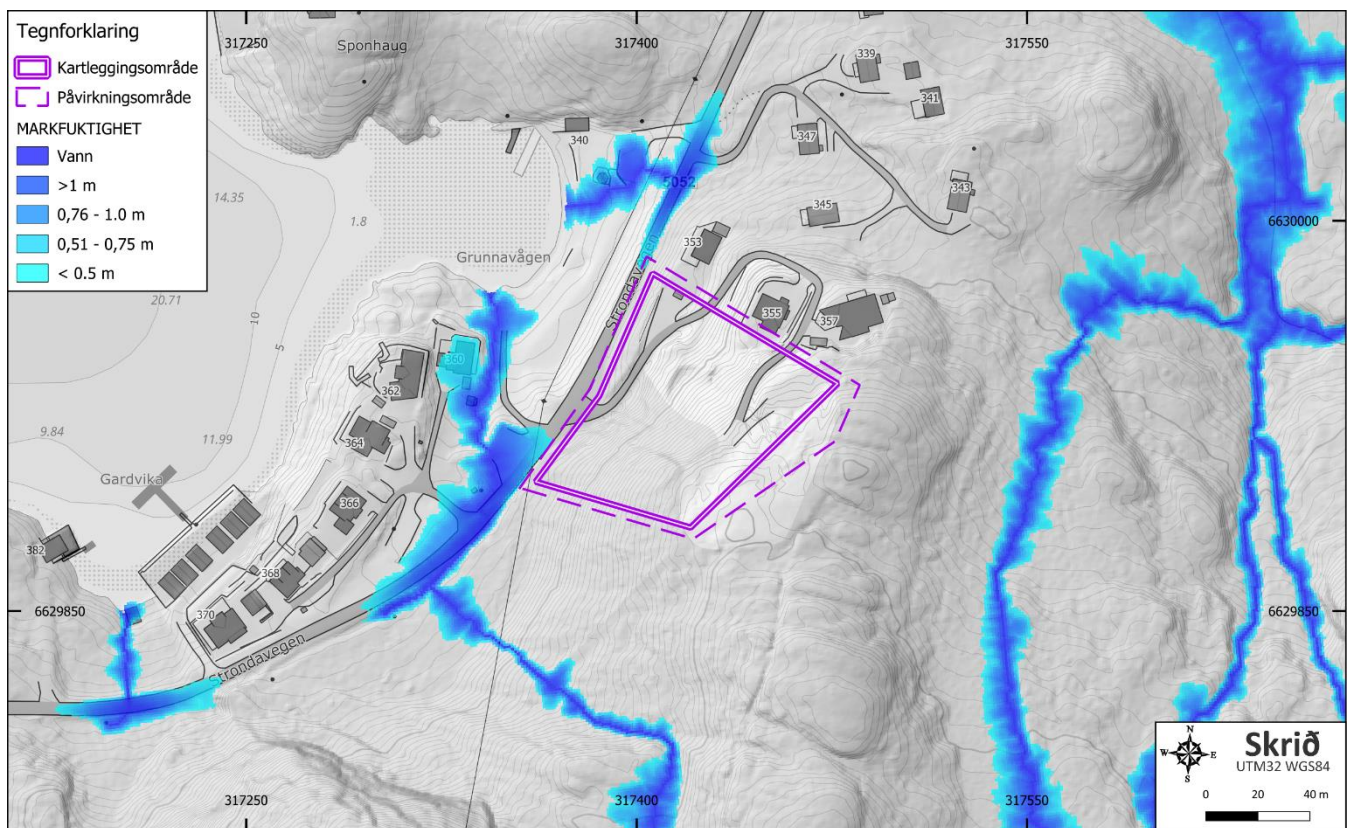 Tegnforklaring
Kartleggingsområde
Påvirkningsområde
MARKFUKTIGHET
Vann
>1 m
0,76 - 1.0 m
0,51 - 0,75 m
< 0.5 m
317250
317400
317550
Sponhaug
339
341
340
347
14.35
5052
343
1.8
345
6630000
353
Grunnavågen
Strondavegen
20.71
10
355
357
5
360
362
9.84
364
11.99
Gardvika
366
382
368
6629850
6629850
370
Strondavegen
317250
317400
317550
N
W E
S
Skrið
UTM32 WGS84
0 20 40 m